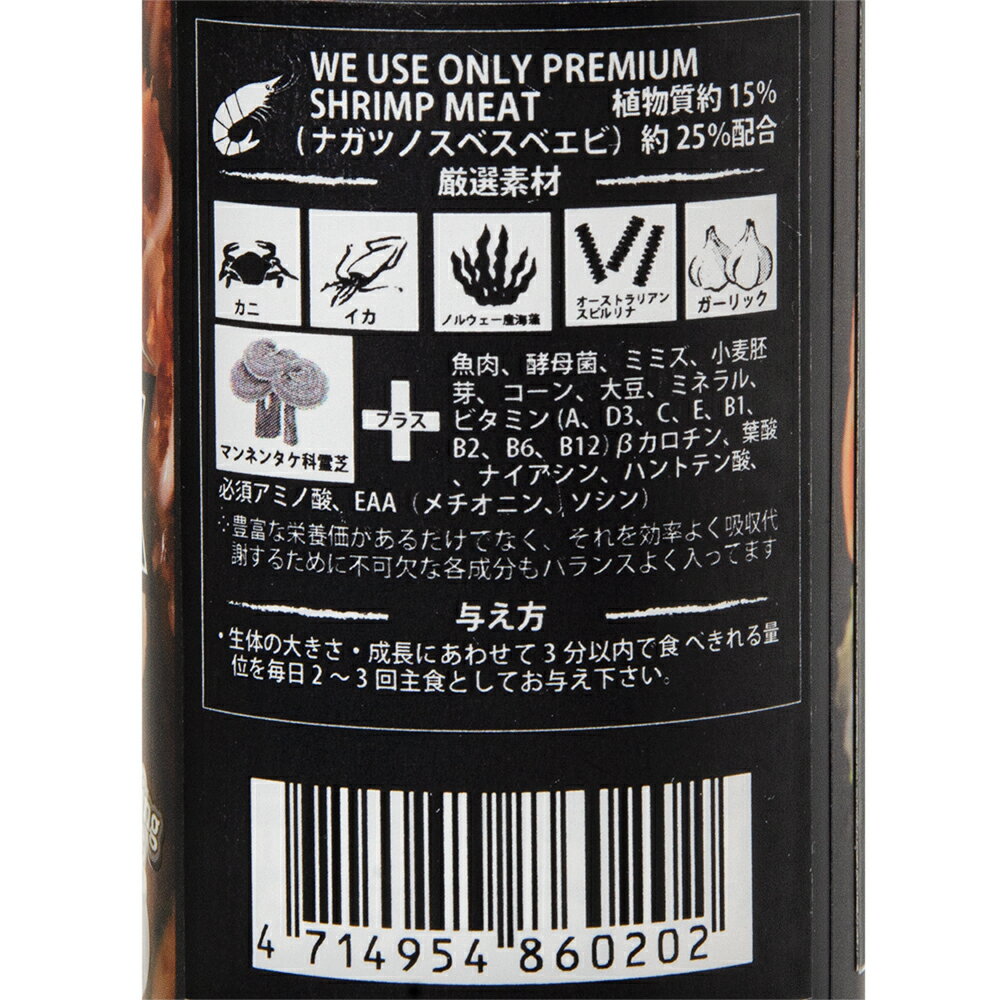 WE USE ONLY PREMIUM
SHRIMP MEAT 植物質約15%
(ナガツノスベスベエビ) 約25%配合
厳選素材
カニ
イカ
ノルウェー産海藻
オーストラリアン
スピルリナ
ガーリック
マンネンタケ科霊芝
プラス
魚肉、酵母菌、ミミズ、小麦胚
芽、コーン、大豆、ミネラル、
ビタミン(A、D3、C、E、B1、
B2、B6、B12)βカロチン、葉酸
、ナイアシン、ハントテン酸、
必須アミノ酸、EAA(メチオニン、ソシン)
∴豊富な栄養価があるだけでなく、それを効率よく吸収代
謝するために不可欠な各成分もバランスよく入ってます
与え方
・生体の大きさ・成長にあわせて3分以内で食べきれる量
位を毎日2〜3回主食としてお与え下さい。
4 714954 860202